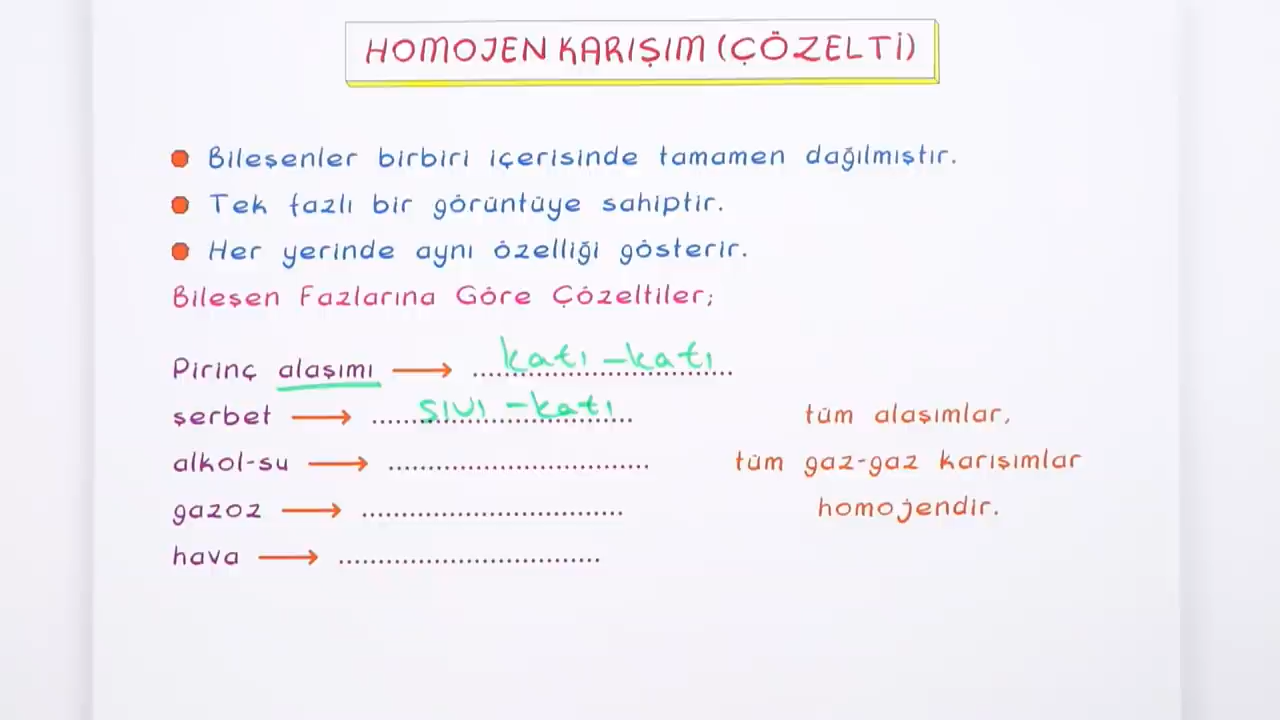 HOMOJEN KARIŞIM (ÇÖZELTİ)
Bileşenler birbiri içerisinde tamamen dağılmıştır.
Tek fazlı bir görüntüye sahiptir.
Her yerinde aynı özelliği gösterir.
Bileşen Fazlarına Göre Çözeltiler;
Pirinç alaşımı → katı-katı
şerbet → sıvı-katı
alkol-su → ..............................
gazoz → ..............................
hava → ..............................
tüm alaşımlar,
tüm gaz-gaz karışımlar
homojendir.